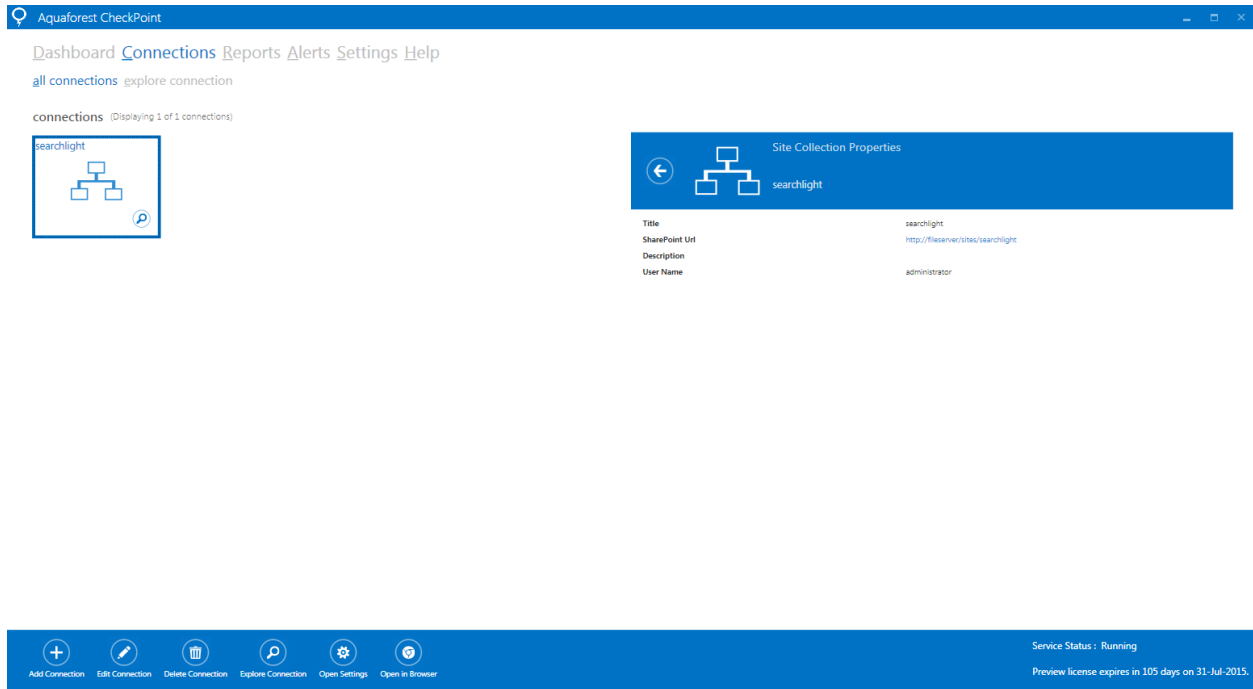 Aquaforest CheckPoint
Dashboard Connections Reports Alerts Settings Help
all connections explore connection
connections (Displaying 1 of 1 connections)
searchlight
Site Collection Properties
searchlight
Title searchlight
SharePoint Url http://fileserver/sites/searchlight
Description
User Name administrator
Add Connection Edit Connection Delete Connection Explore Connection Open Settings Open in Browser
Service Status : Running
Preview license expires in 105 days on 31-Jul-2015.